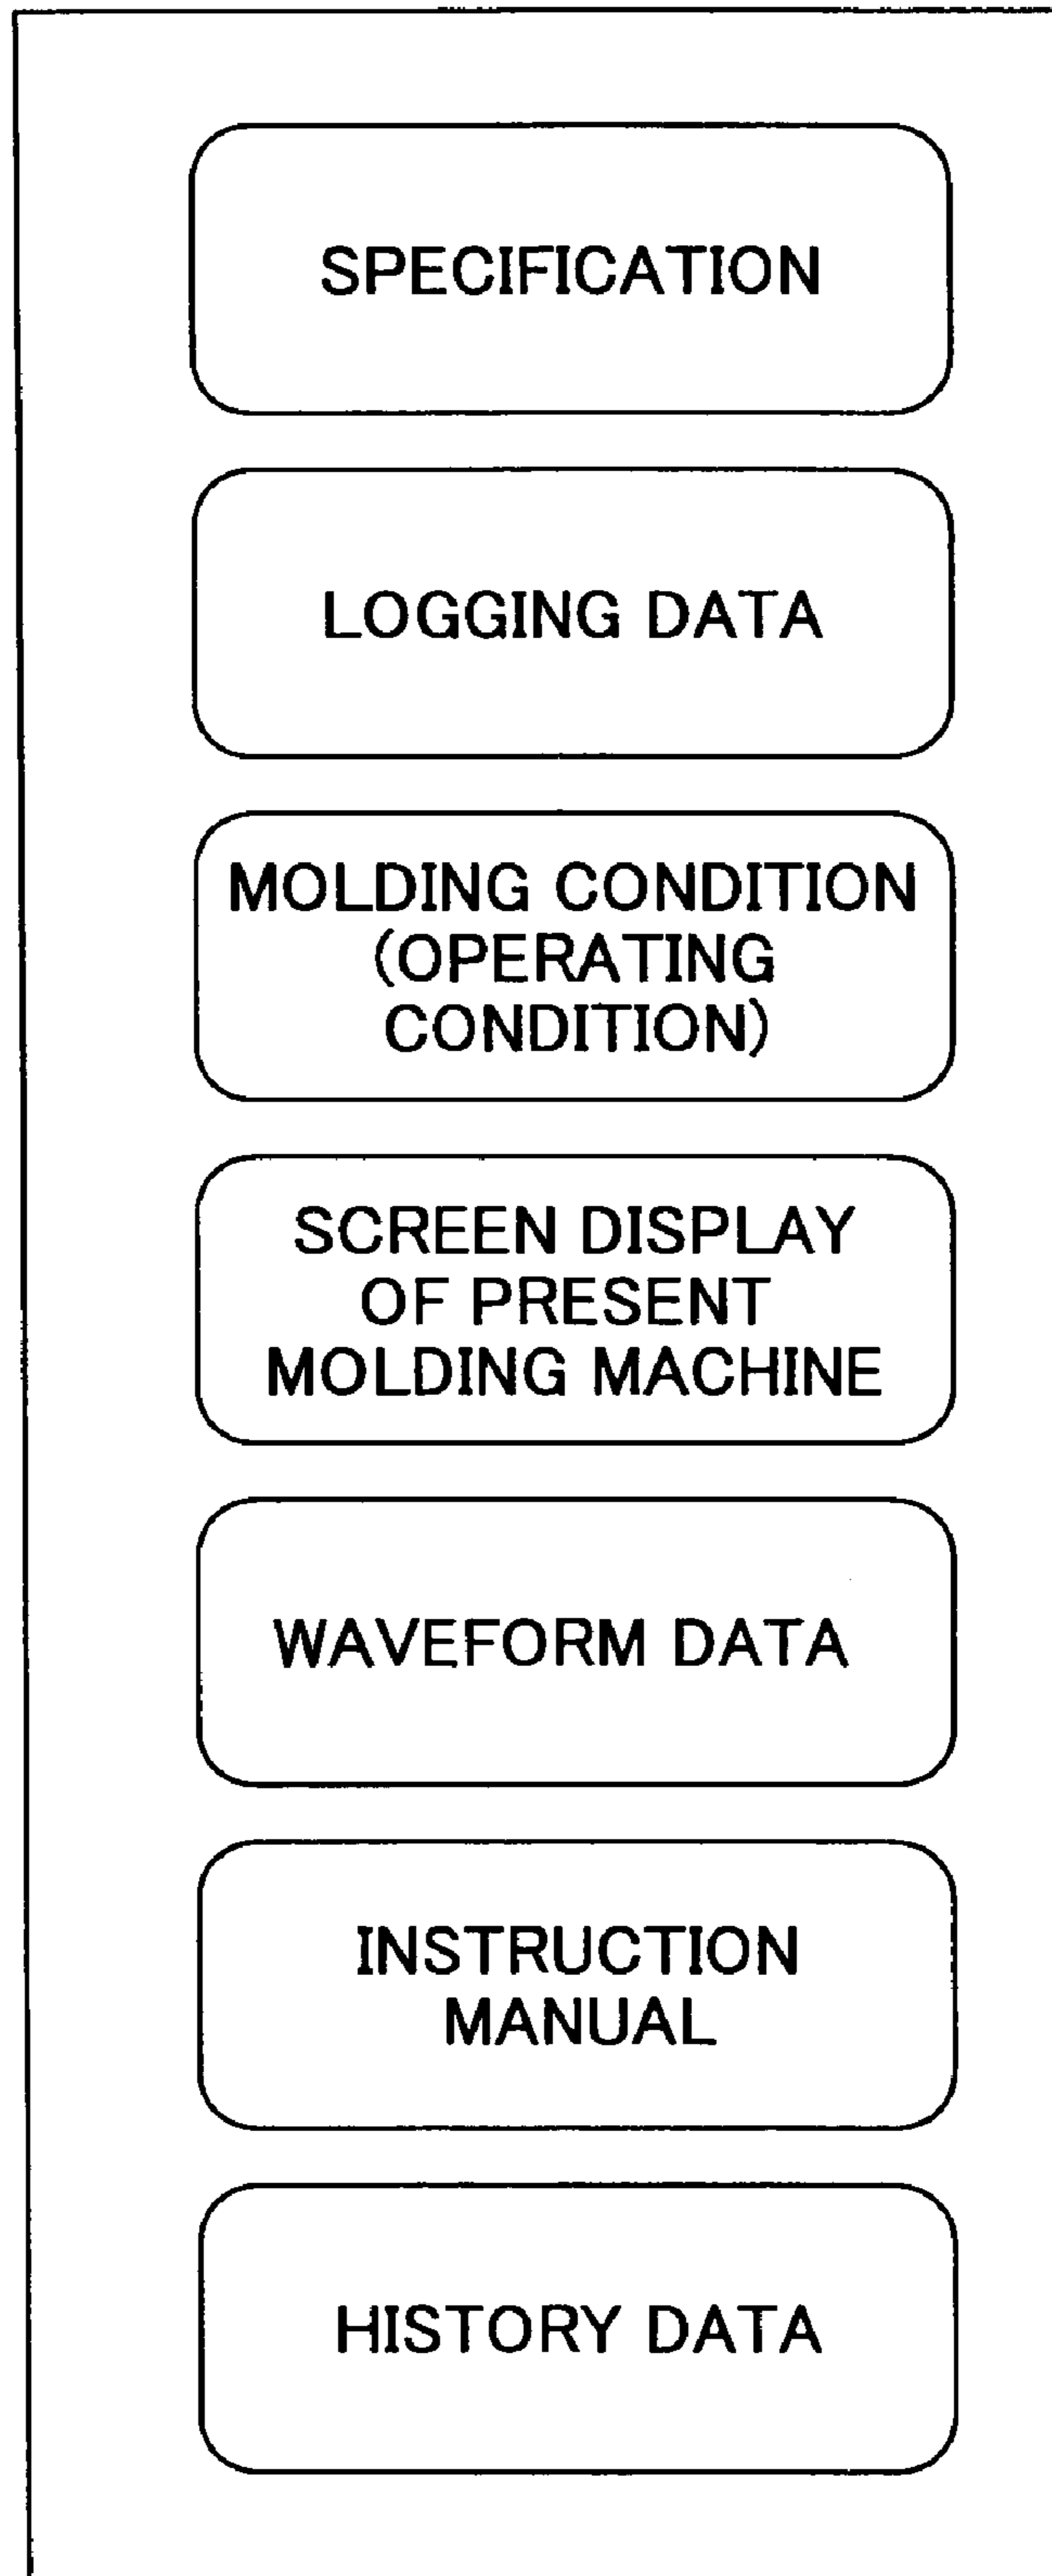 SPECIFICATION
LOGGING DATA
MOLDING CONDITION
(OPERATING
CONDITION)
SCREEN DISPLAY
OF PRESENT
MOLDING MACHINE
WAVEFORM DATA
INSTRUCTION
MANUAL
HISTORY DATA